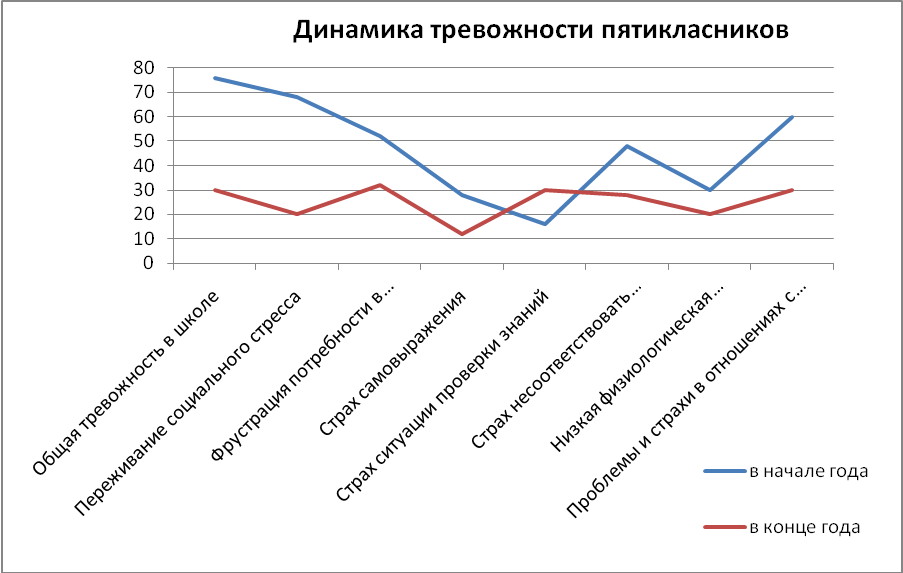 Динамика тревожности пятикласников
80
70
60
50
40
30
20
10
0
Общая тревожность в школе
Переживание социального стресса
Фрустрация потребности в...
Страх самовыражения
Страх ситуации проверки знаний
Страх несоответствовать...
Низкая физиологическая...
Проблемы и страхи в отношениях с...
в начале года
в конце года